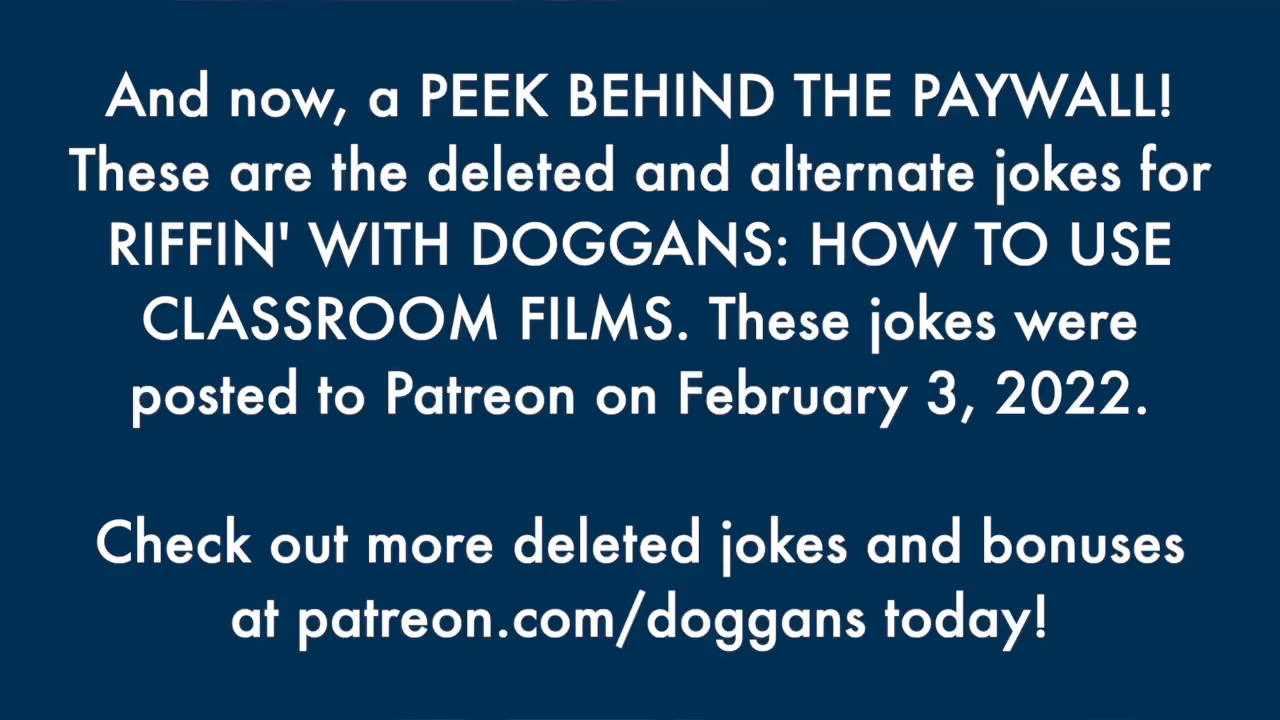 And now, a PEEK BEHIND THE PAYWALL!
These are the deleted and alternate jokes for
RIFFIN' WITH DOGGANS: HOW TO USE
CLASSROOM FILMS. These jokes were
posted to Patreon on February 3, 2022.
Check out more deleted jokes and bonuses
at patreon.com/doggans today!